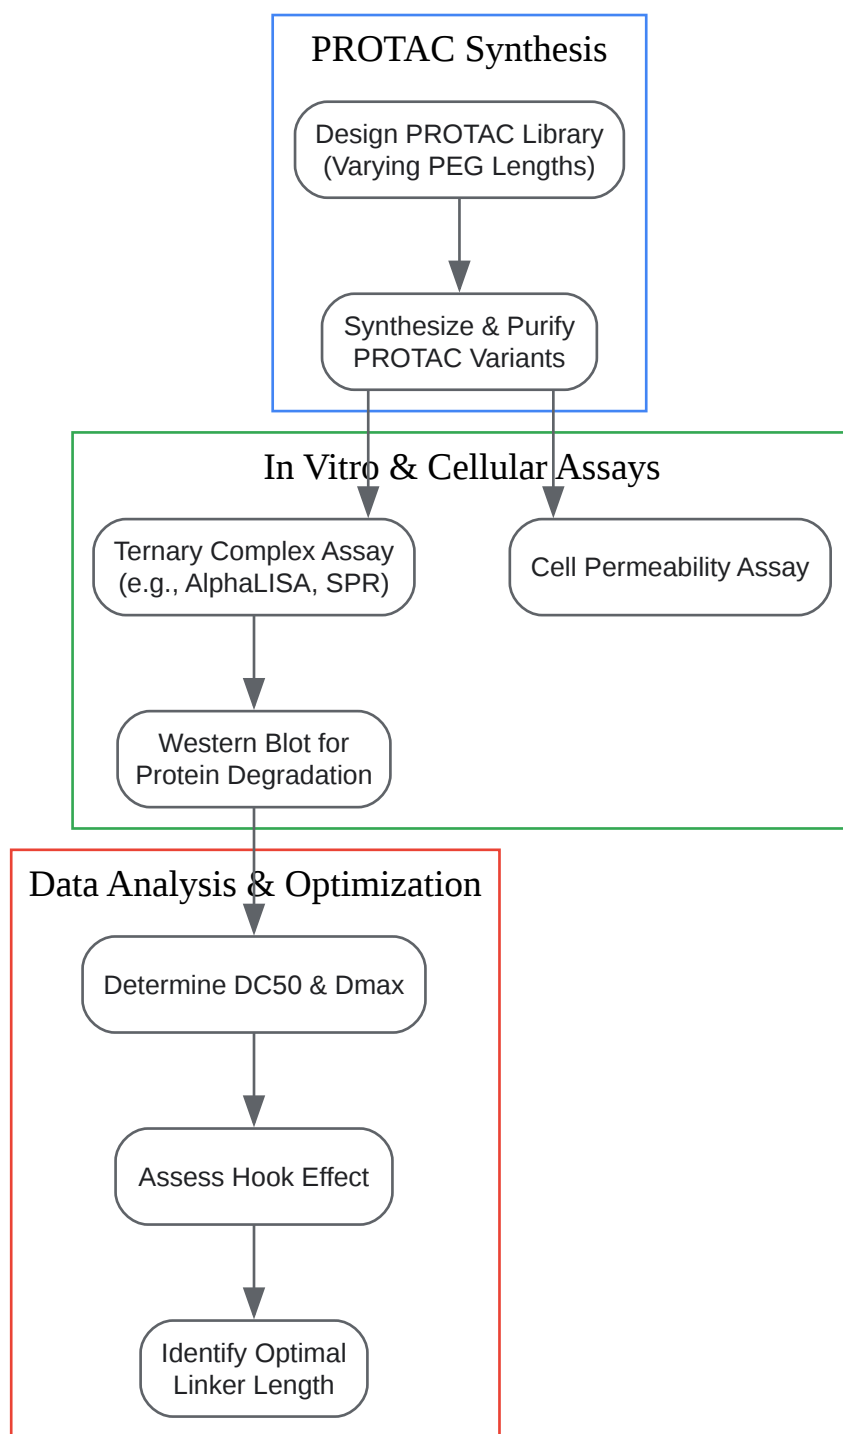 PROTAC Synthesis
Design PROTAC Library
(Varying PEG Lengths)
Synthesize & Purify
PROTAC Variants
In Vitro & Cellular Assays
Ternary Complex Assay
(e.g., AlphaLISA, SPR)
Cell Permeability Assay
Western Blot for
Protein Degradation
Data Analysis & Optimization
Determine DC50 & Dmax
Assess Hook Effect
Identify Optimal
Linker Length